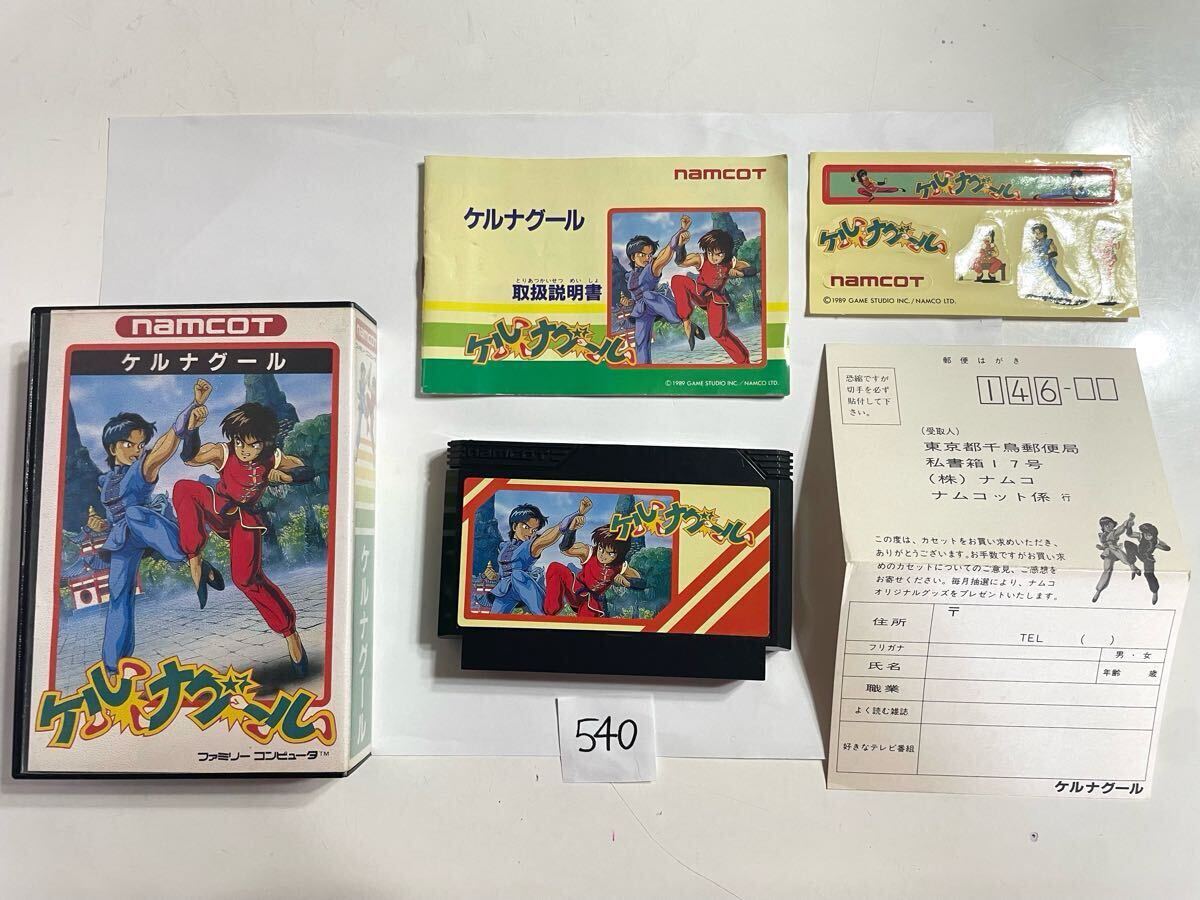 namcot
ケルナグール
ケルナグール
ファミリー コンピュータ™
namcot
ケルナグール
namcot
ケルナグール
とりあつかいせつ めい しょ
取扱説明書
ケルナグール
© 1989 GAME STUDIO INC./NAMCO LTD.
namcot
ケルナグール
540
ケルナグール
ケルナグール
namcot
© 1989 GAME STUDIO INC./NAMCO LTD.
郵便はがき
恐縮ですが
切手を必ず
貼付して下
さい。
146-
(受取人)
東京都千鳥郵便局
私書箱17号
(株)ナムコ
ナムコット係 行
この度は、カセットをお買い求めいただき、
ありがとうございます。お手数ですがお買い求
めのカセットについてのご意見、ご感想を
お寄せください。毎月抽選により、ナムコ
オリジナルグッズをプレゼントいたします。
住所
〒
TEL ( )
フリガナ
男・女
氏名
年齢 歳
職業
よく読む雑誌
好きなテレビ番組
ケルナグール